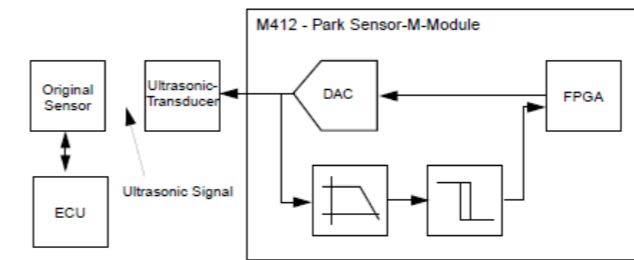 M412 - Park Sensor-M-Module
Original
Sensor
Ultrasonic-
Transducer
DAC
FPGA
Ultrasonic Signal
ECU